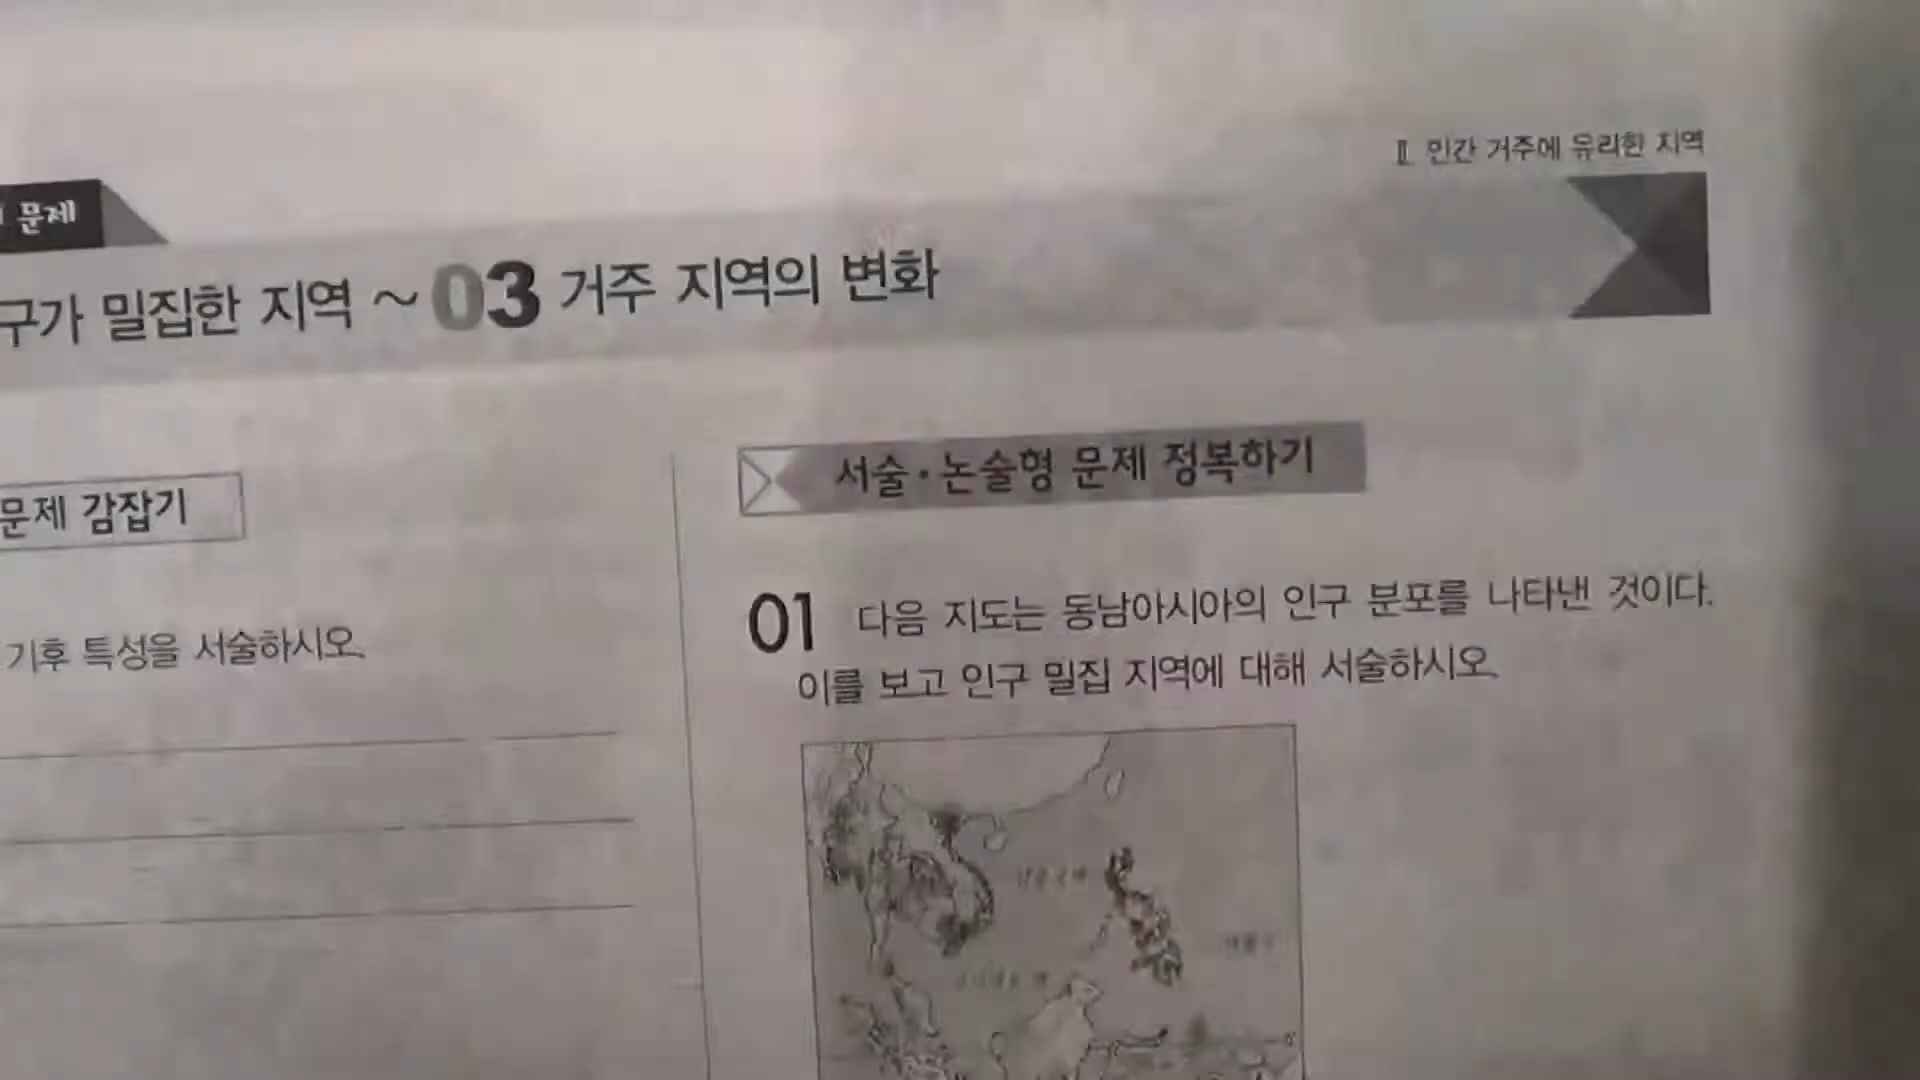 Ⅱ 인간 거주에 유리한 지역
문제
구가 밀집한 지역 ~ 03 거주 지역의 변화
문제 감잡기
기후 특성을 서술하시오.
서술·논술형 문제 정복하기
01 다음 지도는 동남아시아의 인구 분포를 나타낸 것이다.
이를 보고 인구 밀집 지역에 대해 서술하시오.